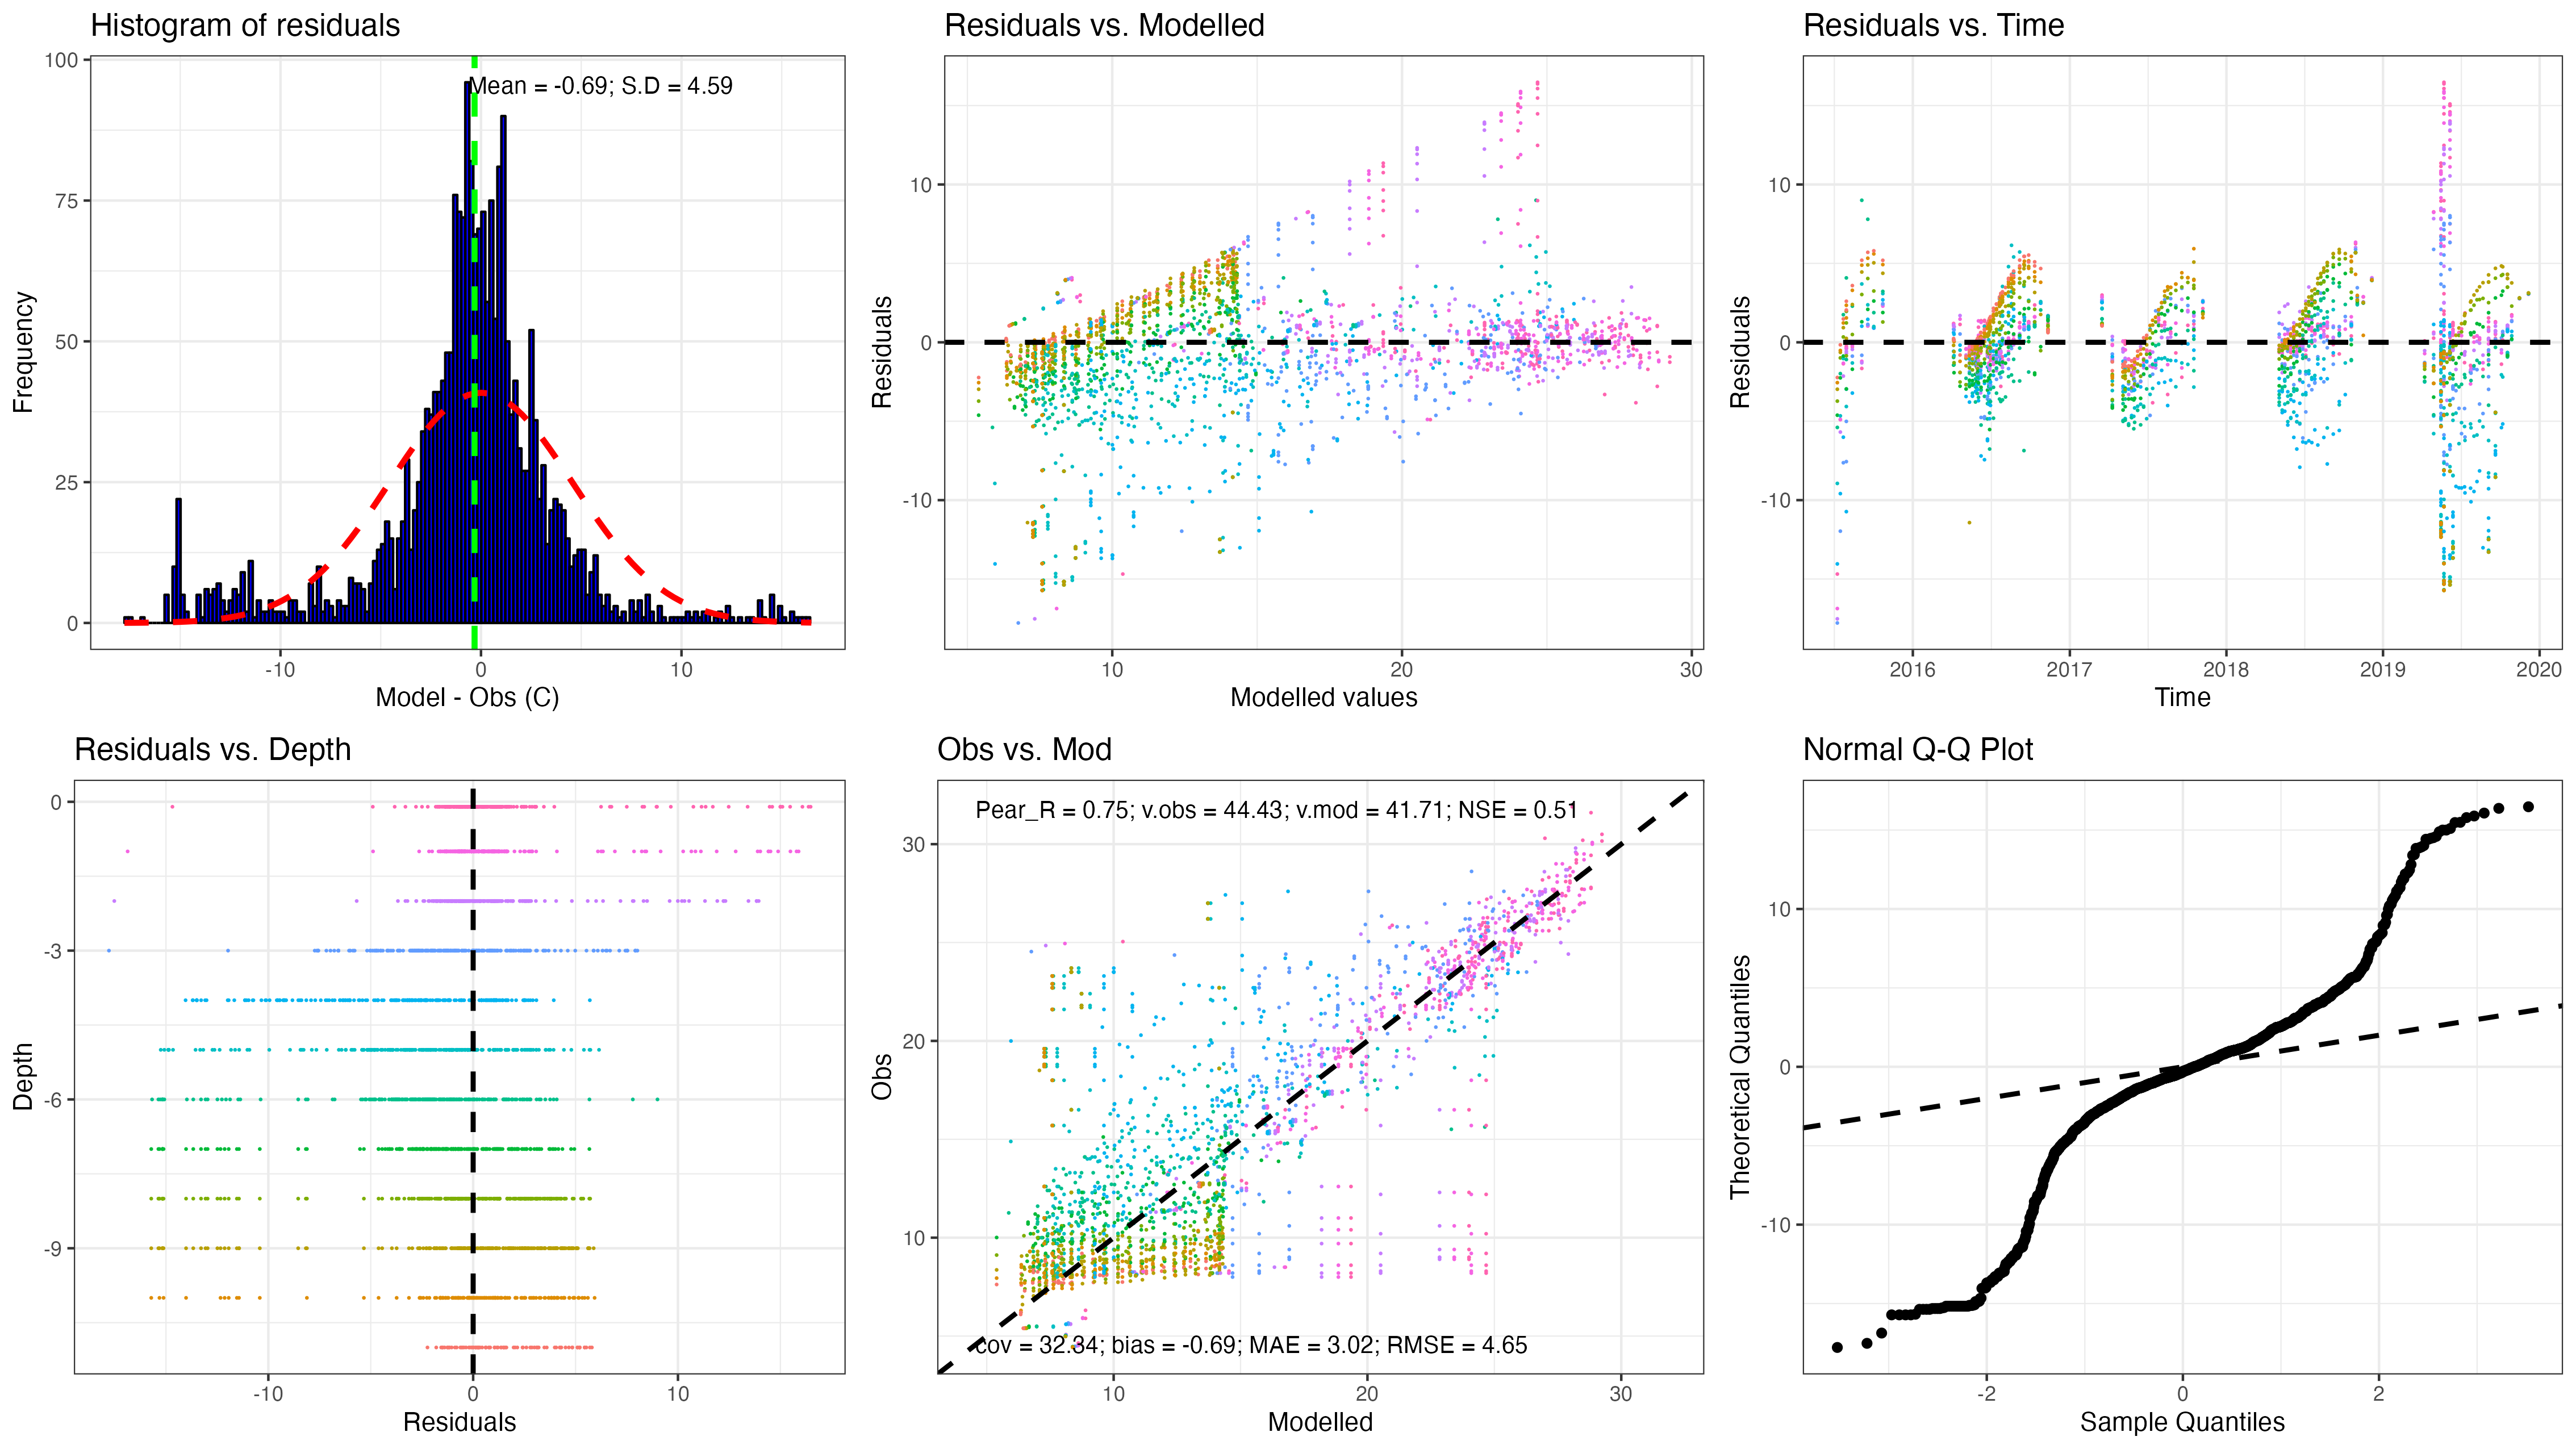 Histogram of residuals
100
75
50
25
0
Frequency
Mean = -0.69; S.D = 4.59
-10
0
10
Model - Obs (C)
Residuals vs. Modelled
10
0
-10
Residuals
10
20
30
Modelled values
Residuals vs. Time
10
0
-10
Residuals
2016
2017
2018
2019
2020
Time
Residuals vs. Depth
0
-3
-6
-9
Depth
-10
0
10
Residuals
Obs vs. Mod
Pear_R = 0.75; v.obs = 44.43; v.mod = 41.71; NSE = 0.51
30
20
10
Obs
cov = 32.34; bias = -0.69; MAE = 3.02; RMSE = 4.65
10
20
30
Modelled
Normal Q-Q Plot
10
0
-10
Theoretical Quantiles
-2
0
2
Sample Quantiles